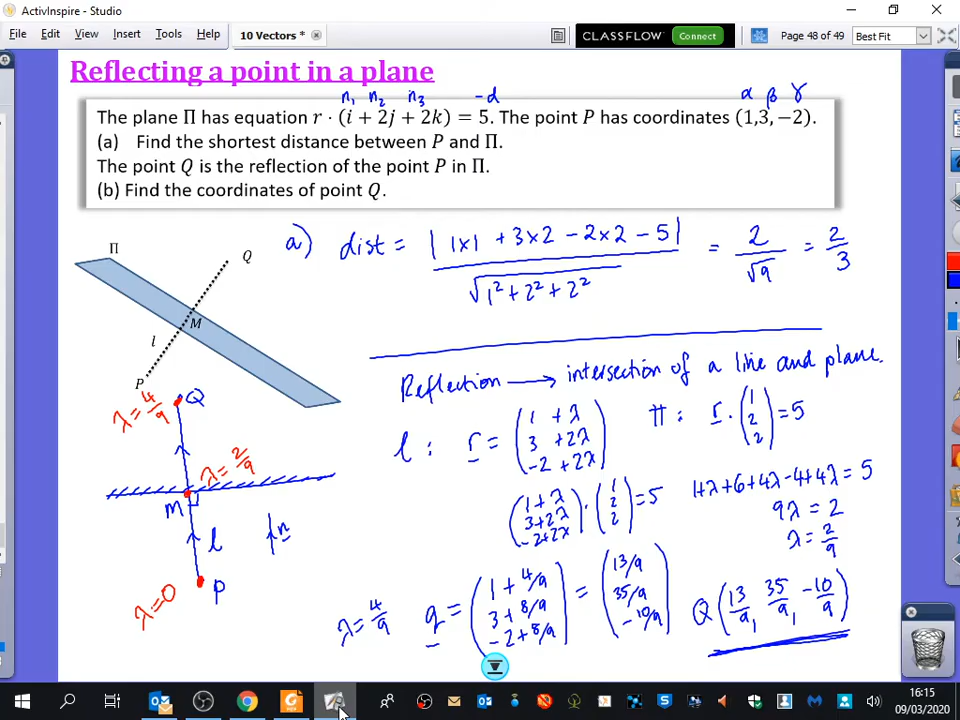 ActivInspire - Studio
File Edit View Insert Tools Help
10 Vectors *
CLASSFLOW Connect
Page 48 of 49
Best Fit
Reflecting a point in a plane
n₁ n₂ n₃ -d α β γ
The plane Π has equation r · (i + 2j + 2k) = 5. The point P has coordinates (1,3, −2).
(a) Find the shortest distance between P and Π.
The point Q is the reflection of the point P in Π.
(b) Find the coordinates of point Q.
a) dist = |1×1 + 3×2 − 2×2 − 5| / √(1² + 2² + 2²) = 2/√9 = 2/3
Π
Q
M
l
P
Reflection ⟶ intersection of a line and plane.
l : r = (1 + λ, 3 + 2λ, −2 + 2λ) Π : r · (1, 2, 2) = 5
(1+λ, 3+2λ, −2+2λ) · (1, 2, 2) = 5
1+λ+6+4λ−4+4λ = 5
9λ = 2
λ = 2/9
λ = 4/9 q = (1 + 4/9, 3 + 8/9, −2 + 8/9) = (13/9, 35/9, −10/9) Q (13/9, 35/9, −10/9)
λ = 4/9 Q
λ = 2/9
M
l n
λ=0 P
16:15
09/03/2020